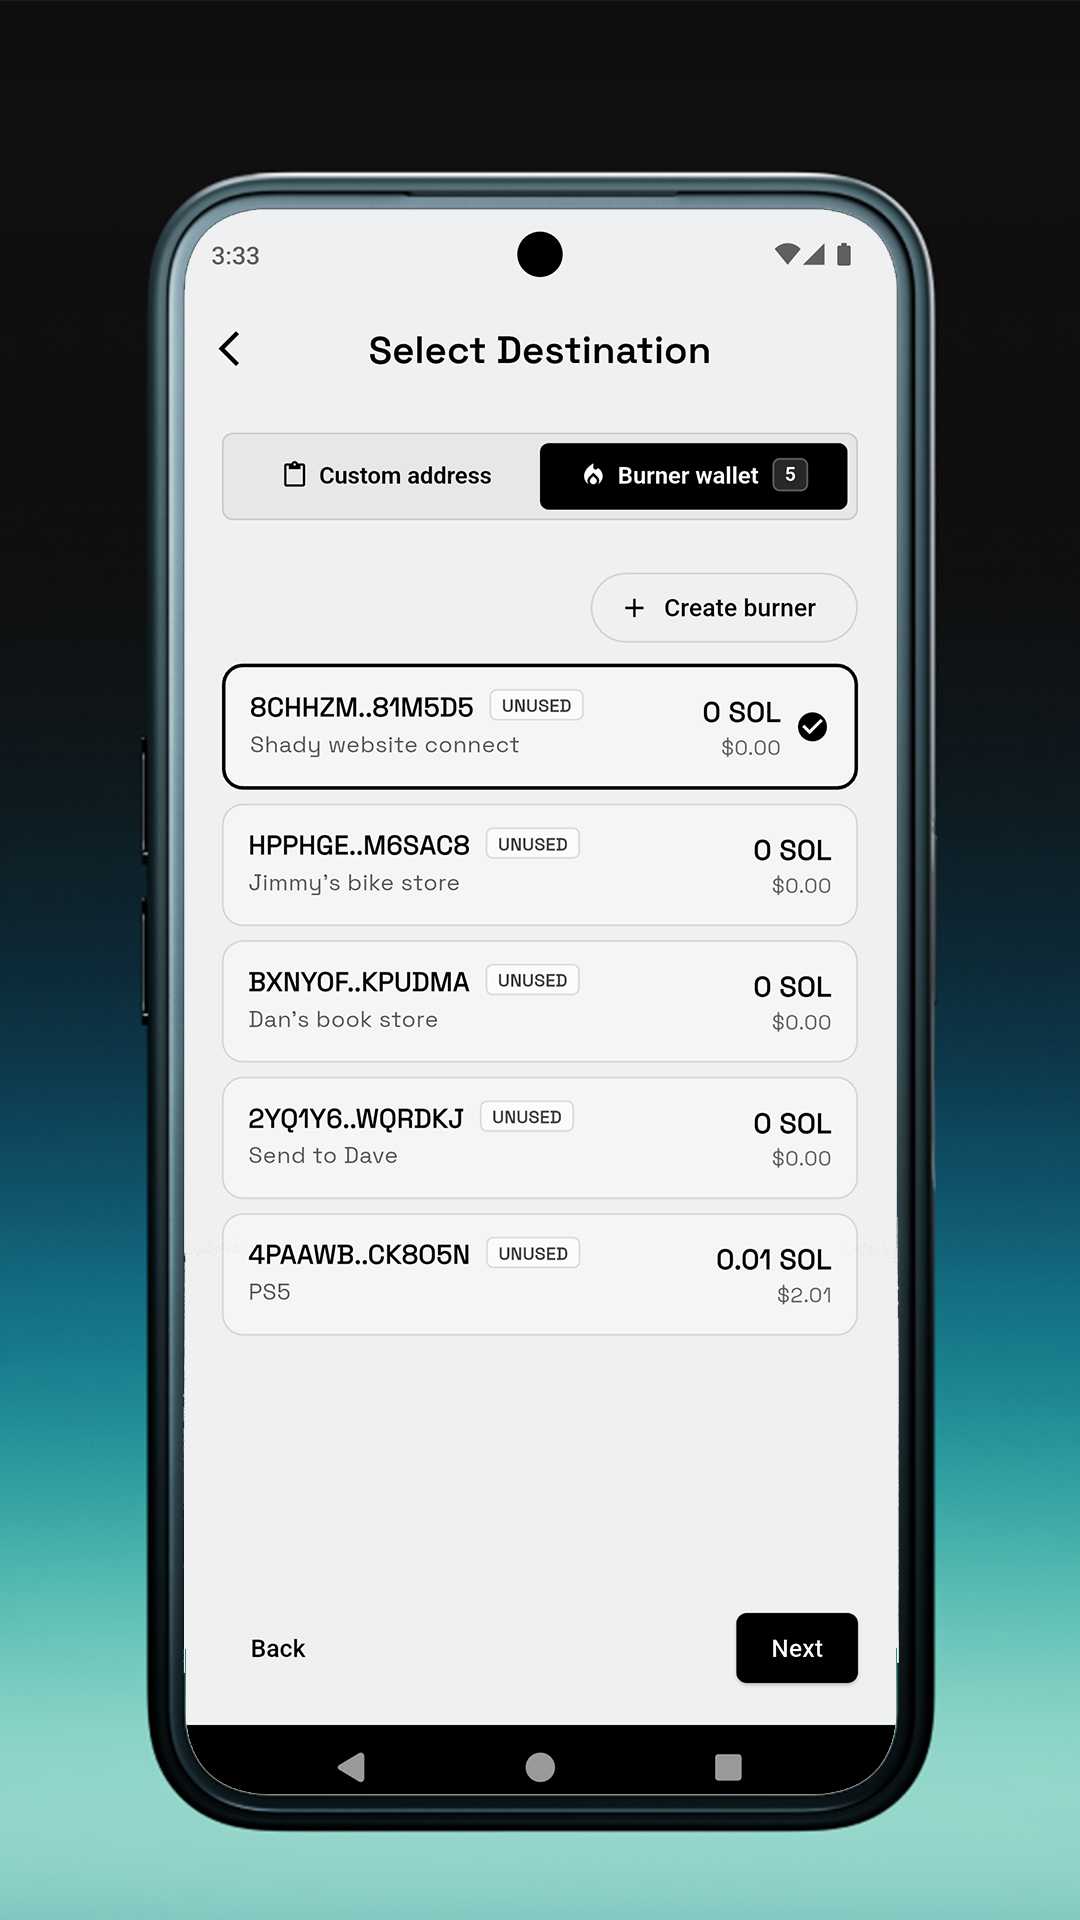 3:33
Select Destination
Custom address
Burner wallet 5
+ Create burner
8CHHZM..81M5D5 UNUSED 0 SOL
Shady website connect $0.00
HPPHGE..M6SAC8 UNUSED 0 SOL
Jimmy's bike store $0.00
BXNYOF..KPUDMA UNUSED 0 SOL
Dan's book store $0.00
2YQ1Y6..WQRDKJ UNUSED 0 SOL
Send to Dave $0.00
4PAAWB..CK8O5N UNUSED 0.01 SOL
PS5 $2.01
Back
Next